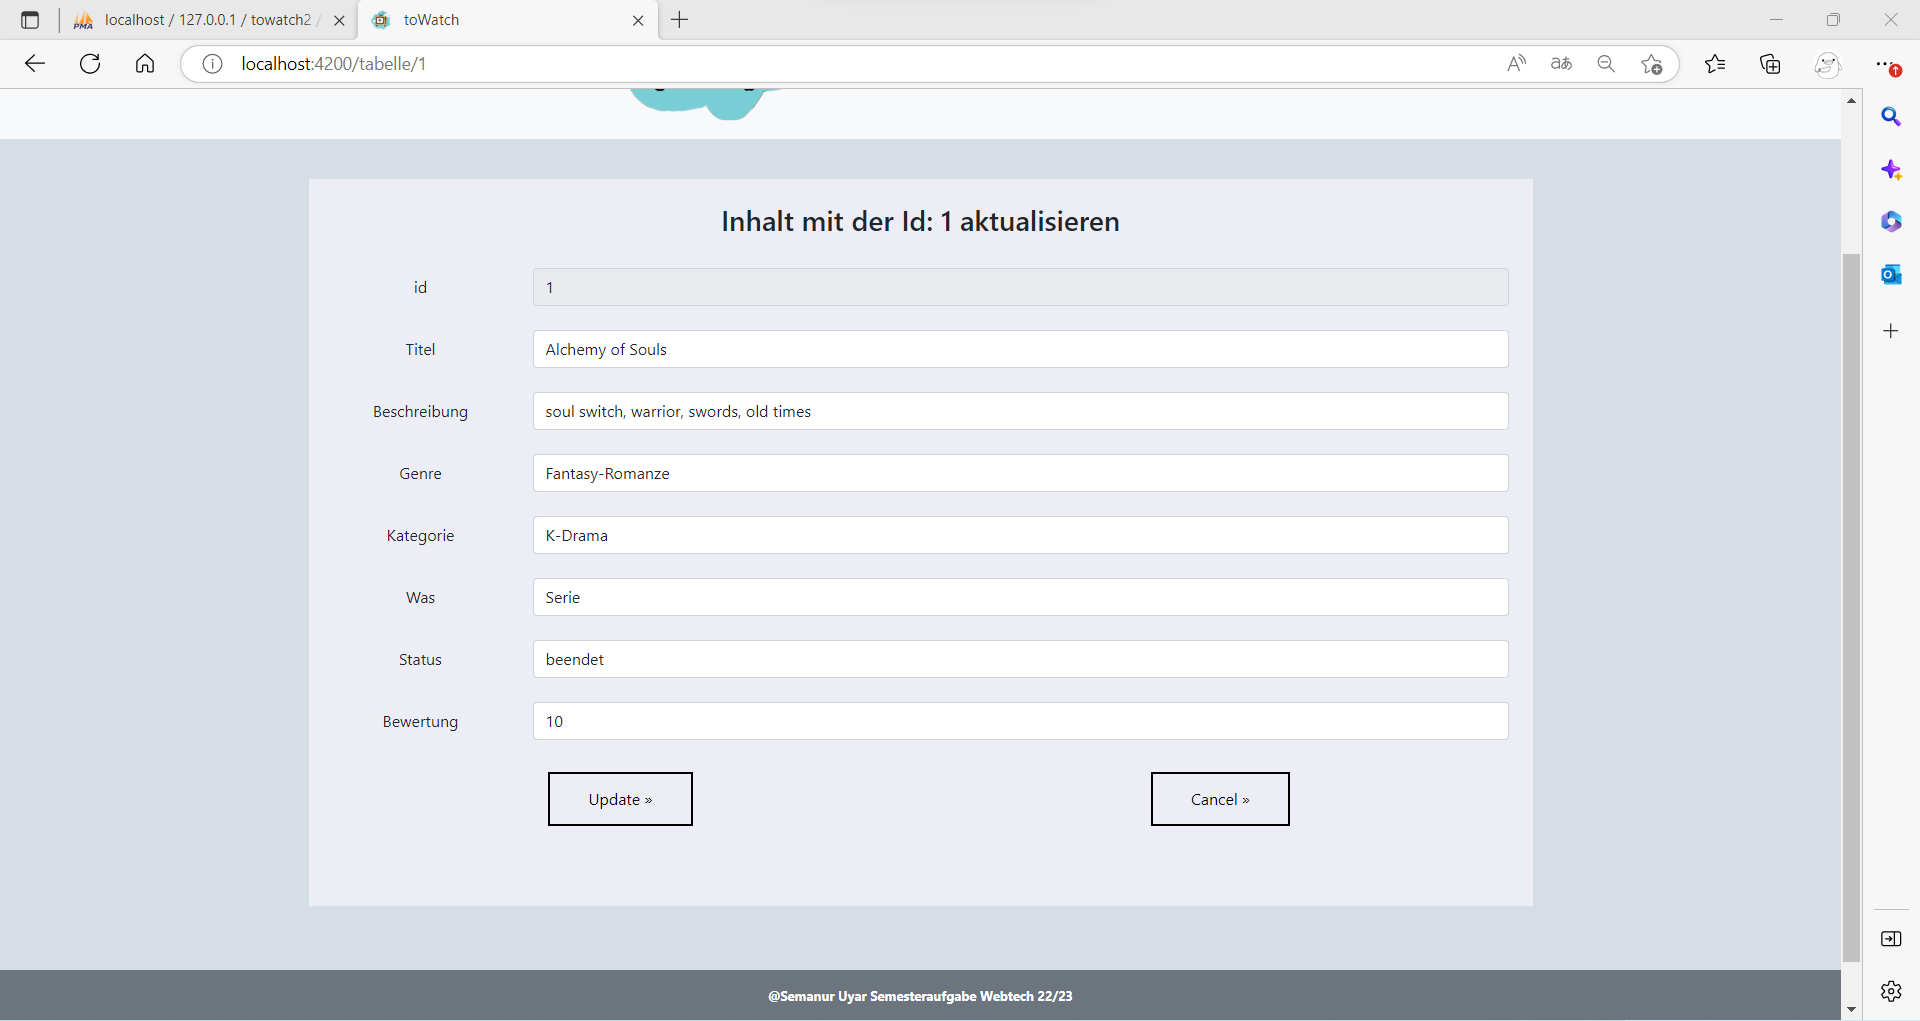 PMA localhost / 127.0.0.1 / towatch2 /
toWatch
localhost:4200/tabelle/1
Inhalt mit der Id: 1 aktualisieren
id 1
Titel Alchemy of Souls
Beschreibung soul switch, warrior, swords, old times
Genre Fantasy-Romanze
Kategorie K-Drama
Was Serie
Status beendet
Bewertung 10
Update » Cancel »
@Semanur Uyar Semesteraufgabe Webtech 22/23